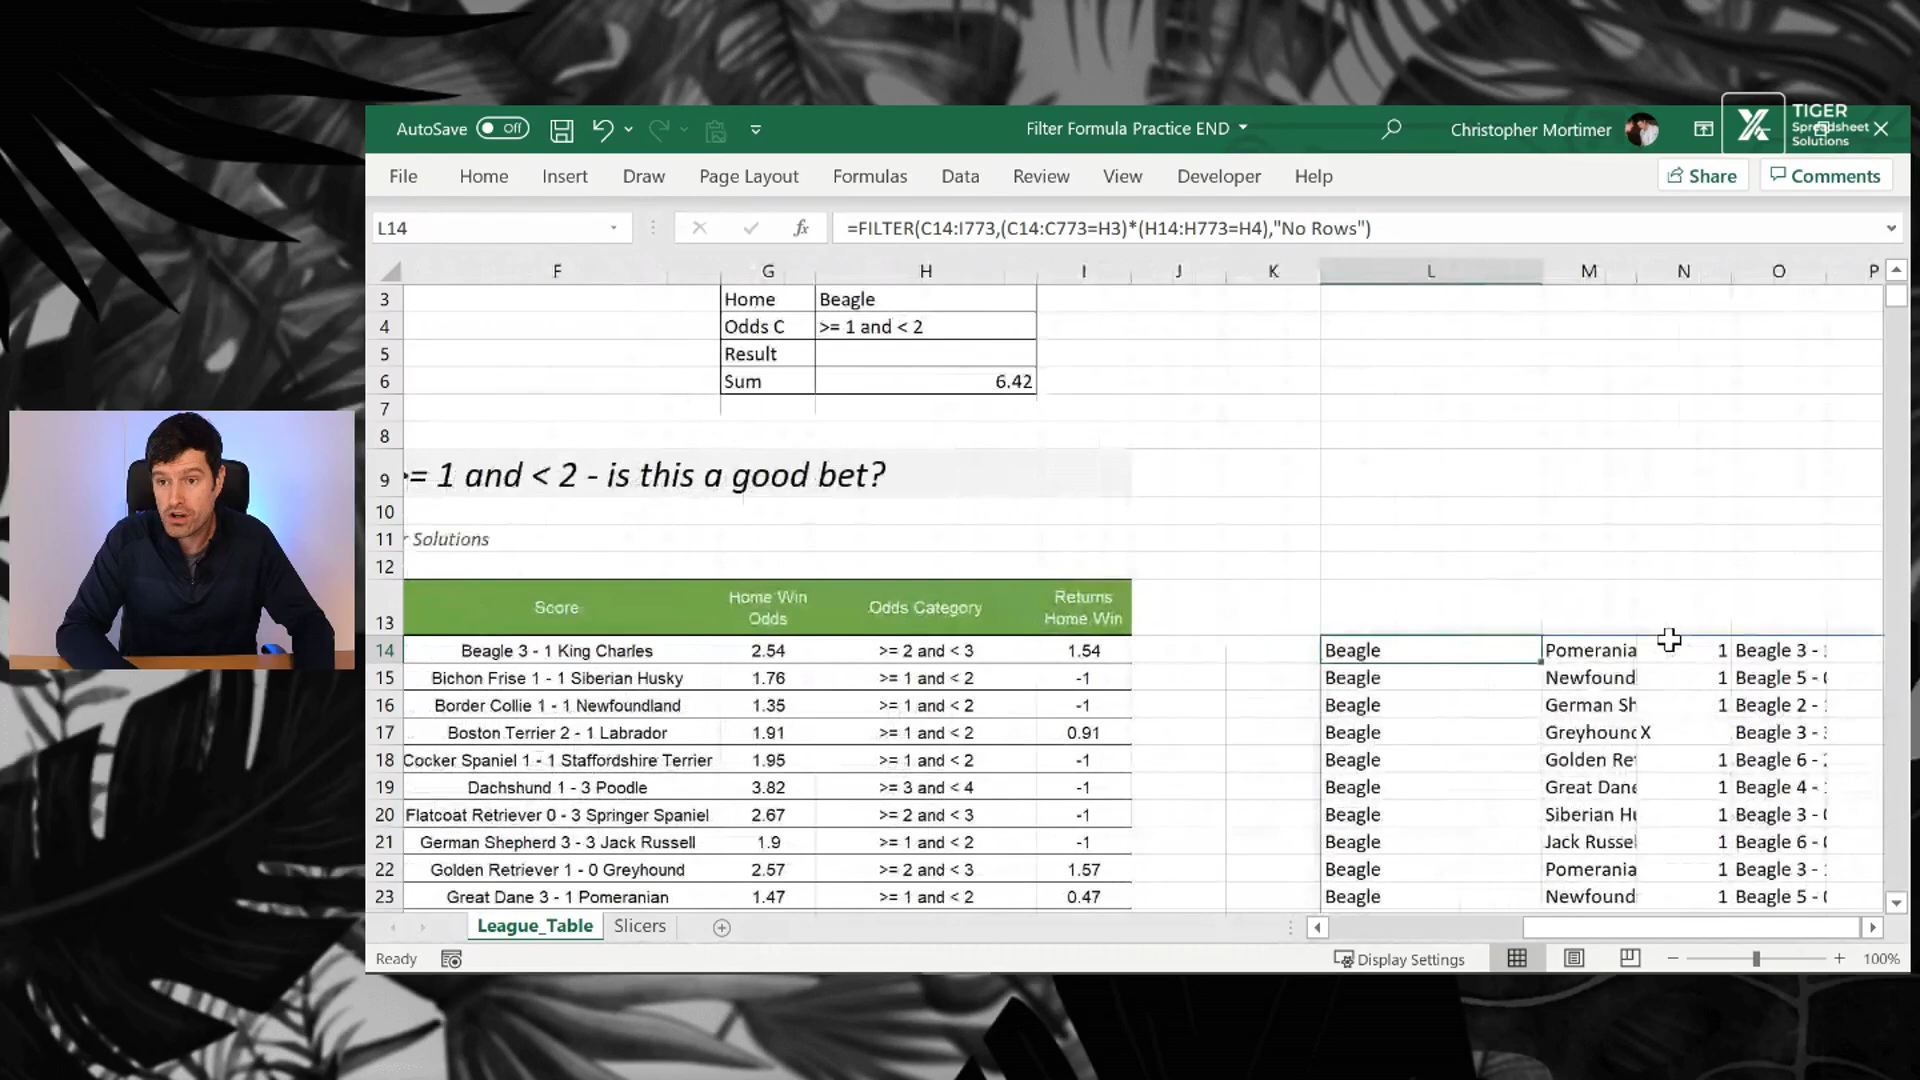 AutoSave Off
Filter Formula Practice END
Christopher Mortimer
TIGER
Spreadsheet
Solutions
File Home Insert Draw Page Layout Formulas Data Review View Developer Help
Share Comments
L14
fx =FILTER(C14:I773,(C14:C773=H3)*(H14:H773=H4),"No Rows")
F G H I J K L M N O P
3 Home Beagle
4 Odds C >= 1 and < 2
5 Result
6 Sum 6.42
7
8
9 >= 1 and < 2 - is this a good bet?
10
11 r Solutions
12
13 Score Home Win Odds Odds Category Returns Home Win
14 Beagle 3 - 1 King Charles 2.54 >= 2 and < 3 1.54 Beagle Pomerania 1 Beagle 3 -
15 Bichon Frise 1 - 1 Siberian Husky 1.76 >= 1 and < 2 -1 Beagle Newfound 1 Beagle 5 -
16 Border Collie 1 - 1 Newfoundland 1.35 >= 1 and < 2 -1 Beagle German Sh 1 Beagle 2 -
17 Boston Terrier 2 - 1 Labrador 1.91 >= 1 and < 2 0.91 Beagle Greyhound X Beagle 3 -
18 Cocker Spaniel 1 - 1 Staffordshire Terrier 1.95 >= 1 and < 2 -1 Beagle Golden Ret 1 Beagle 6 -
19 Dachshund 1 - 3 Poodle 3.82 >= 3 and < 4 -1 Beagle Great Dane 1 Beagle 4 -
20 Flatcoat Retriever 0 - 3 Springer Spaniel 2.67 >= 2 and < 3 -1 Beagle Siberian Hu 1 Beagle 3 -
21 German Shepherd 3 - 3 Jack Russell 1.9 >= 1 and < 2 -1 Beagle Jack Russel 1 Beagle 6 -
22 Golden Retriever 1 - 0 Greyhound 2.57 >= 2 and < 3 1.57 Beagle Pomerania 1 Beagle 3 -
23 Great Dane 3 - 1 Pomeranian 1.47 >= 1 and < 2 0.47 Beagle Newfound 1 Beagle 5 -
League_Table Slicers
Ready Display Settings 100%